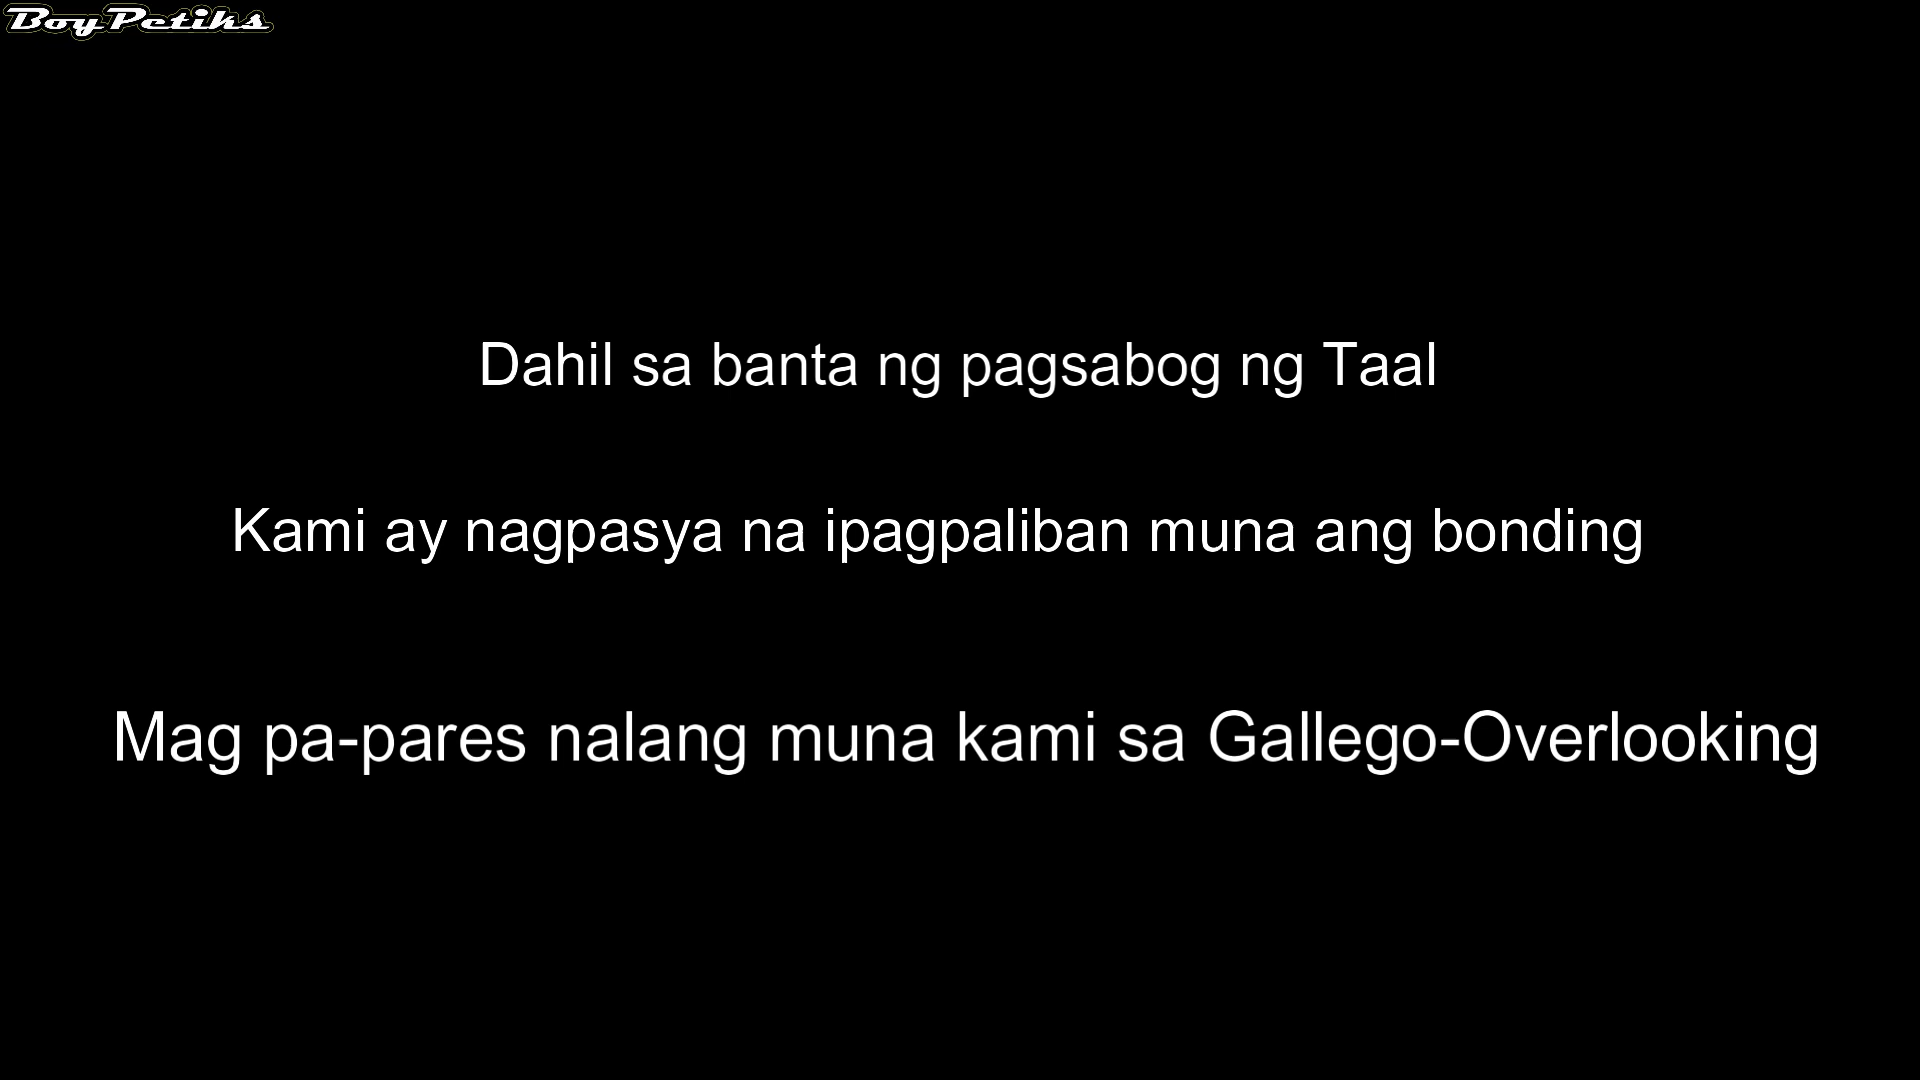 BoyPetiks
Dahil sa banta ng pagsabog ng Taal
Kami ay nagpasya na ipagpaliban muna ang bonding
Mag pa-pares nalang muna kami sa Gallego-Overlooking